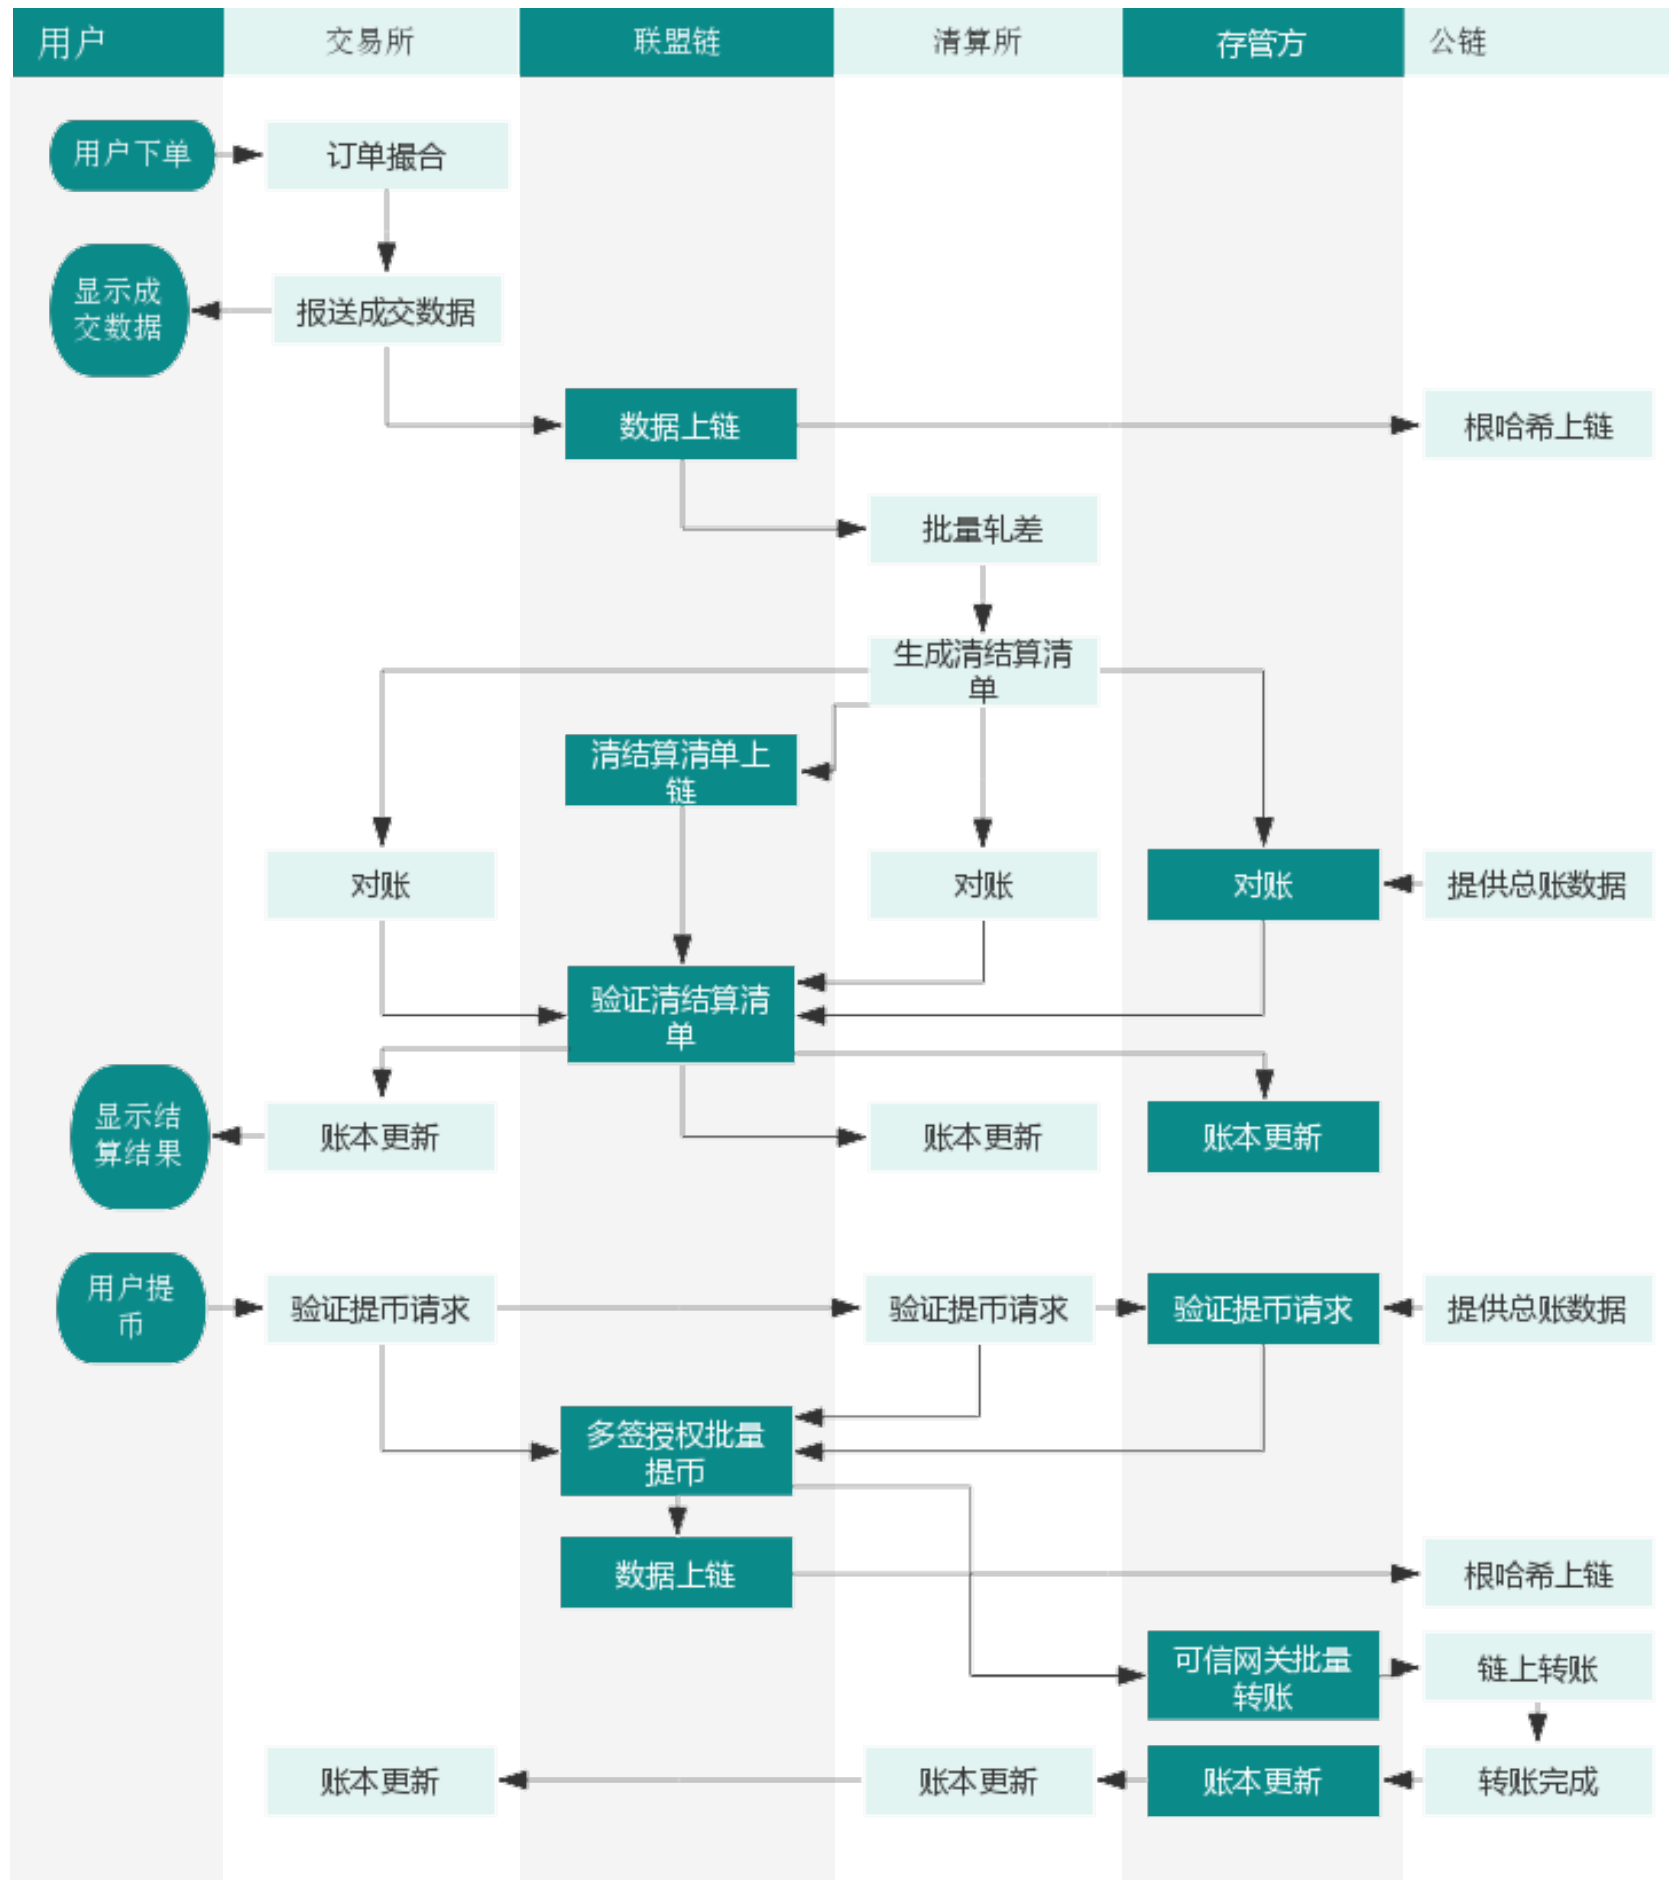 用户
交易所
联盟链
清算所
存管方
公链
用户下单
订单撮合
显示成
交数据
报送成交数据
数据上链
根哈希上链
批量轧差
生成清结算清
单
清结算清单上
链
对账
对账
对账
提供总账数据
验证清结算清
单
显示结
算结果
账本更新
账本更新
账本更新
用户提
币
验证提币请求
验证提币请求
验证提币请求
提供总账数据
多签授权批量
提币
数据上链
根哈希上链
可信网关批量
转账
链上转账
账本更新
账本更新
账本更新
转账完成